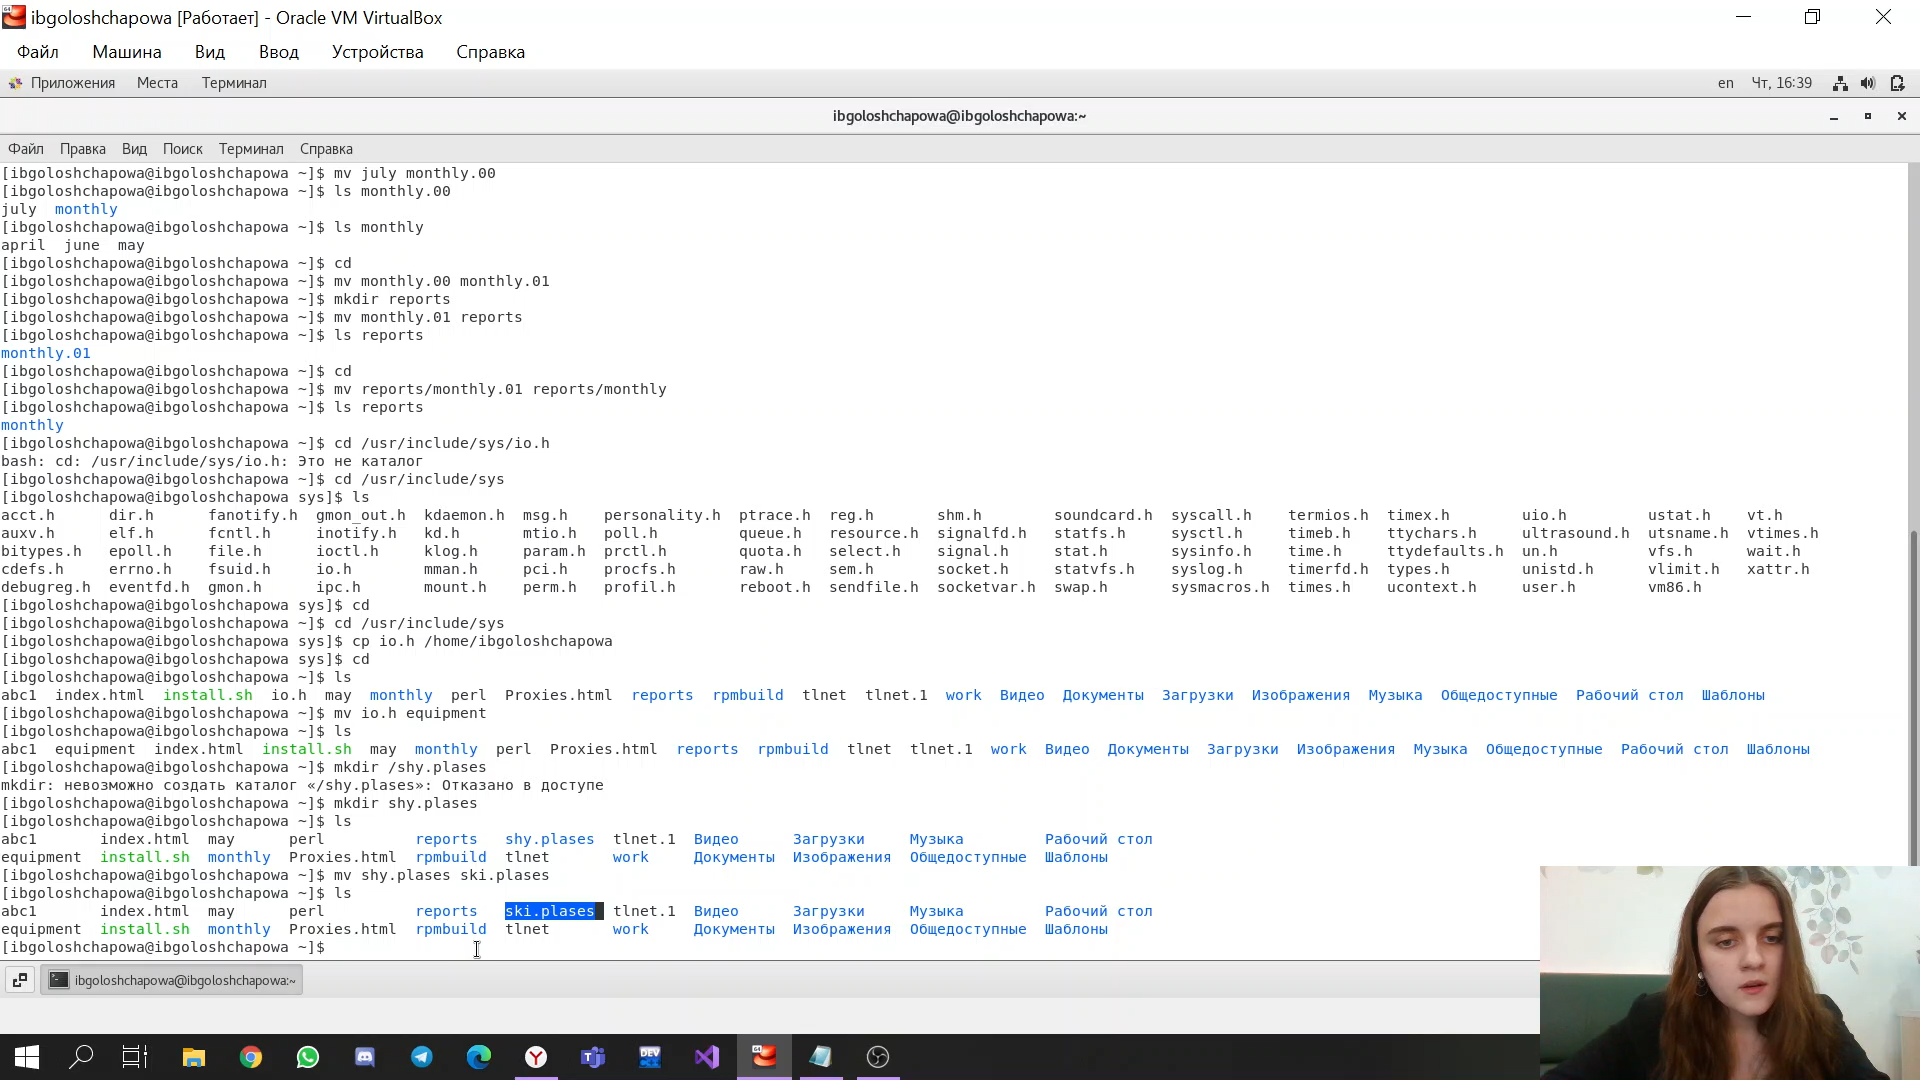 ibgoloshchapowa [Работает] - Oracle VM VirtualBox
Файл Машина Вид Ввод Устройства Справка
Приложения Места Терминал en Чт, 16:39
ibgoloshchapowa@ibgoloshchapowa:~
Файл Правка Вид Поиск Терминал Справка
[ibgoloshchapowa@ibgoloshchapowa ~]$ mv july monthly.00
[ibgoloshchapowa@ibgoloshchapowa ~]$ ls monthly.00
july monthly
[ibgoloshchapowa@ibgoloshchapowa ~]$ ls monthly
april june may
[ibgoloshchapowa@ibgoloshchapowa ~]$ cd
[ibgoloshchapowa@ibgoloshchapowa ~]$ mv monthly.00 monthly.01
[ibgoloshchapowa@ibgoloshchapowa ~]$ mkdir reports
[ibgoloshchapowa@ibgoloshchapowa ~]$ mv monthly.01 reports
[ibgoloshchapowa@ibgoloshchapowa ~]$ ls reports
monthly.01
[ibgoloshchapowa@ibgoloshchapowa ~]$ cd
[ibgoloshchapowa@ibgoloshchapowa ~]$ mv reports/monthly.01 reports/monthly
[ibgoloshchapowa@ibgoloshchapowa ~]$ ls reports
monthly
[ibgoloshchapowa@ibgoloshchapowa ~]$ cd /usr/include/sys/io.h
bash: cd: /usr/include/sys/io.h: Это не каталог
[ibgoloshchapowa@ibgoloshchapowa ~]$ cd /usr/include/sys
[ibgoloshchapowa@ibgoloshchapowa sys]$ ls
acct.h dir.h fanotify.h gmon_out.h kdaemon.h msg.h personality.h ptrace.h reg.h shm.h soundcard.h syscall.h termios.h timex.h uio.h ustat.h vt.h
auxv.h elf.h fcntl.h inotify.h kd.h mtio.h poll.h queue.h resource.h signalfd.h statfs.h sysctl.h timeb.h ttychars.h ultrasound.h utsname.h vtimes.h
bitypes.h epoll.h file.h ioctl.h klog.h param.h prctl.h quota.h select.h signal.h stat.h sysinfo.h time.h ttydefaults.h un.h vfs.h wait.h
cdefs.h errno.h fsuid.h io.h mman.h pci.h procfs.h raw.h sem.h socket.h statvfs.h syslog.h timerfd.h types.h unistd.h vlimit.h xattr.h
debugreg.h eventfd.h gmon.h ipc.h mount.h perm.h profil.h reboot.h sendfile.h socketvar.h swap.h sysmacros.h times.h ucontext.h user.h vm86.h
[ibgoloshchapowa@ibgoloshchapowa sys]$ cd
[ibgoloshchapowa@ibgoloshchapowa ~]$ cd /usr/include/sys
[ibgoloshchapowa@ibgoloshchapowa sys]$ cp io.h /home/ibgoloshchapowa
[ibgoloshchapowa@ibgoloshchapowa sys]$ cd
[ibgoloshchapowa@ibgoloshchapowa ~]$ ls
abc1 index.html install.sh io.h may monthly perl Proxies.html reports rpmbuild tlnet tlnet.1 work Видео Документы Загрузки Изображения Музыка Общедоступные Рабочий стол Шаблоны
[ibgoloshchapowa@ibgoloshchapowa ~]$ mv io.h equipment
[ibgoloshchapowa@ibgoloshchapowa ~]$ ls
abc1 equipment index.html install.sh may monthly perl Proxies.html reports rpmbuild tlnet tlnet.1 work Видео Документы Загрузки Изображения Музыка Общедоступные Рабочий стол Шаблоны
[ibgoloshchapowa@ibgoloshchapowa ~]$ mkdir /shy.plases
mkdir: невозможно создать каталог «/shy.plases»: Отказано в доступе
[ibgoloshchapowa@ibgoloshchapowa ~]$ mkdir shy.plases
[ibgoloshchapowa@ibgoloshchapowa ~]$ ls
abc1 index.html may perl reports shy.plases tlnet.1 Видео Загрузки Музыка Рабочий стол
equipment install.sh monthly Proxies.html rpmbuild tlnet work Документы Изображения Общедоступные Шаблоны
[ibgoloshchapowa@ibgoloshchapowa ~]$ mv shy.plases ski.plases
[ibgoloshchapowa@ibgoloshchapowa ~]$ ls
abc1 index.html may perl reports ski.plases tlnet.1 Видео Загрузки Музыка Рабочий стол
equipment install.sh monthly Proxies.html rpmbuild tlnet work Документы Изображения Общедоступные Шаблоны
[ibgoloshchapowa@ibgoloshchapowa ~]$
ibgoloshchapowa@ibgoloshchapowa:~
DEV